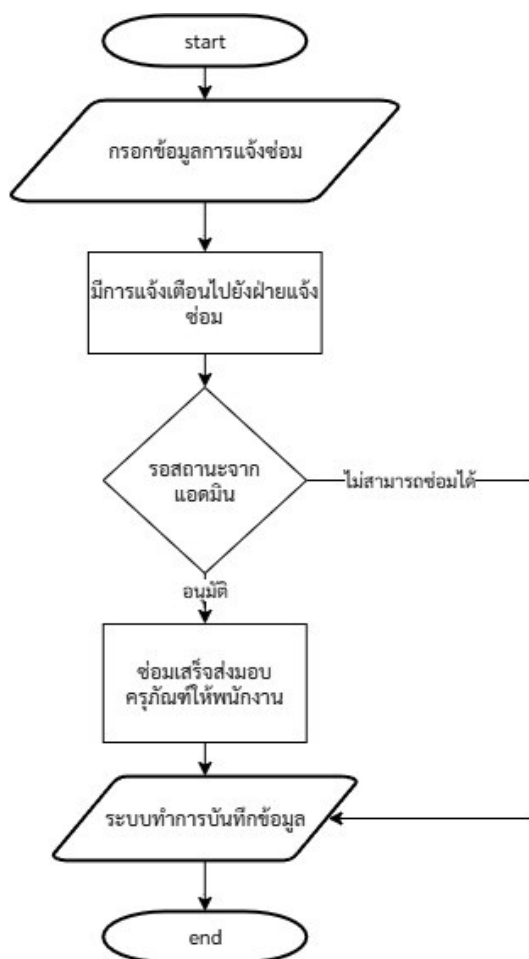 start
กรอกข้อมูลการแจ้งซ่อม
มีการแจ้งเตือนไปยังฝ่ายแจ้ง
ซ่อม
รอสถานะจาก
แอดมิน
ไม่สามารถซ่อมได้
อนุมัติ
ซ่อมเสร็จส่งมอบ
ครุภัณฑ์ให้พนักงาน
ระบบทำการบันทึกข้อมูล
end